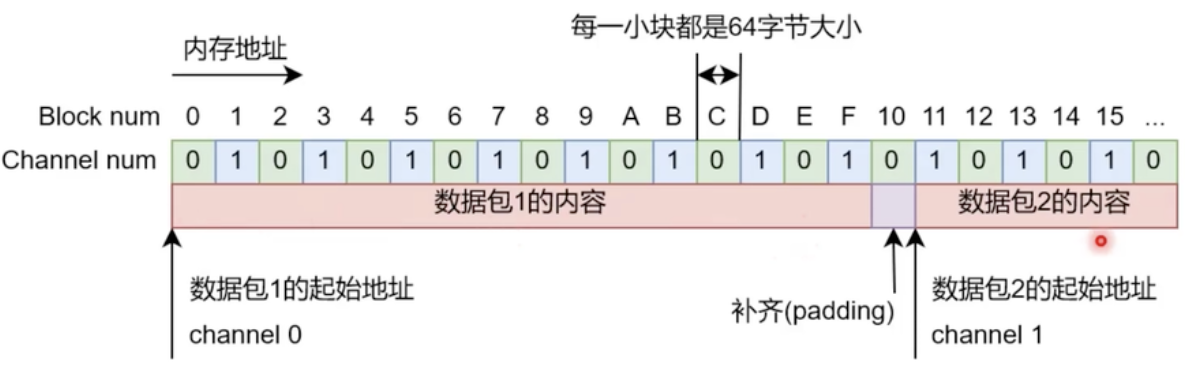 每一小块都是64字节大小
内存地址
Block num 0 1 2 3 4 5 6 7 8 9 A B C D E F 10 11 12 13 14 15 ...
Channel num 0 1 0 1 0 1 0 1 0 1 0 1 0 1 0 1 0 1 0 1 0 1 0
数据包1的内容 数据包2的内容
数据包1的起始地址 数据包2的起始地址
补齐(padding)
channel 0 channel 1